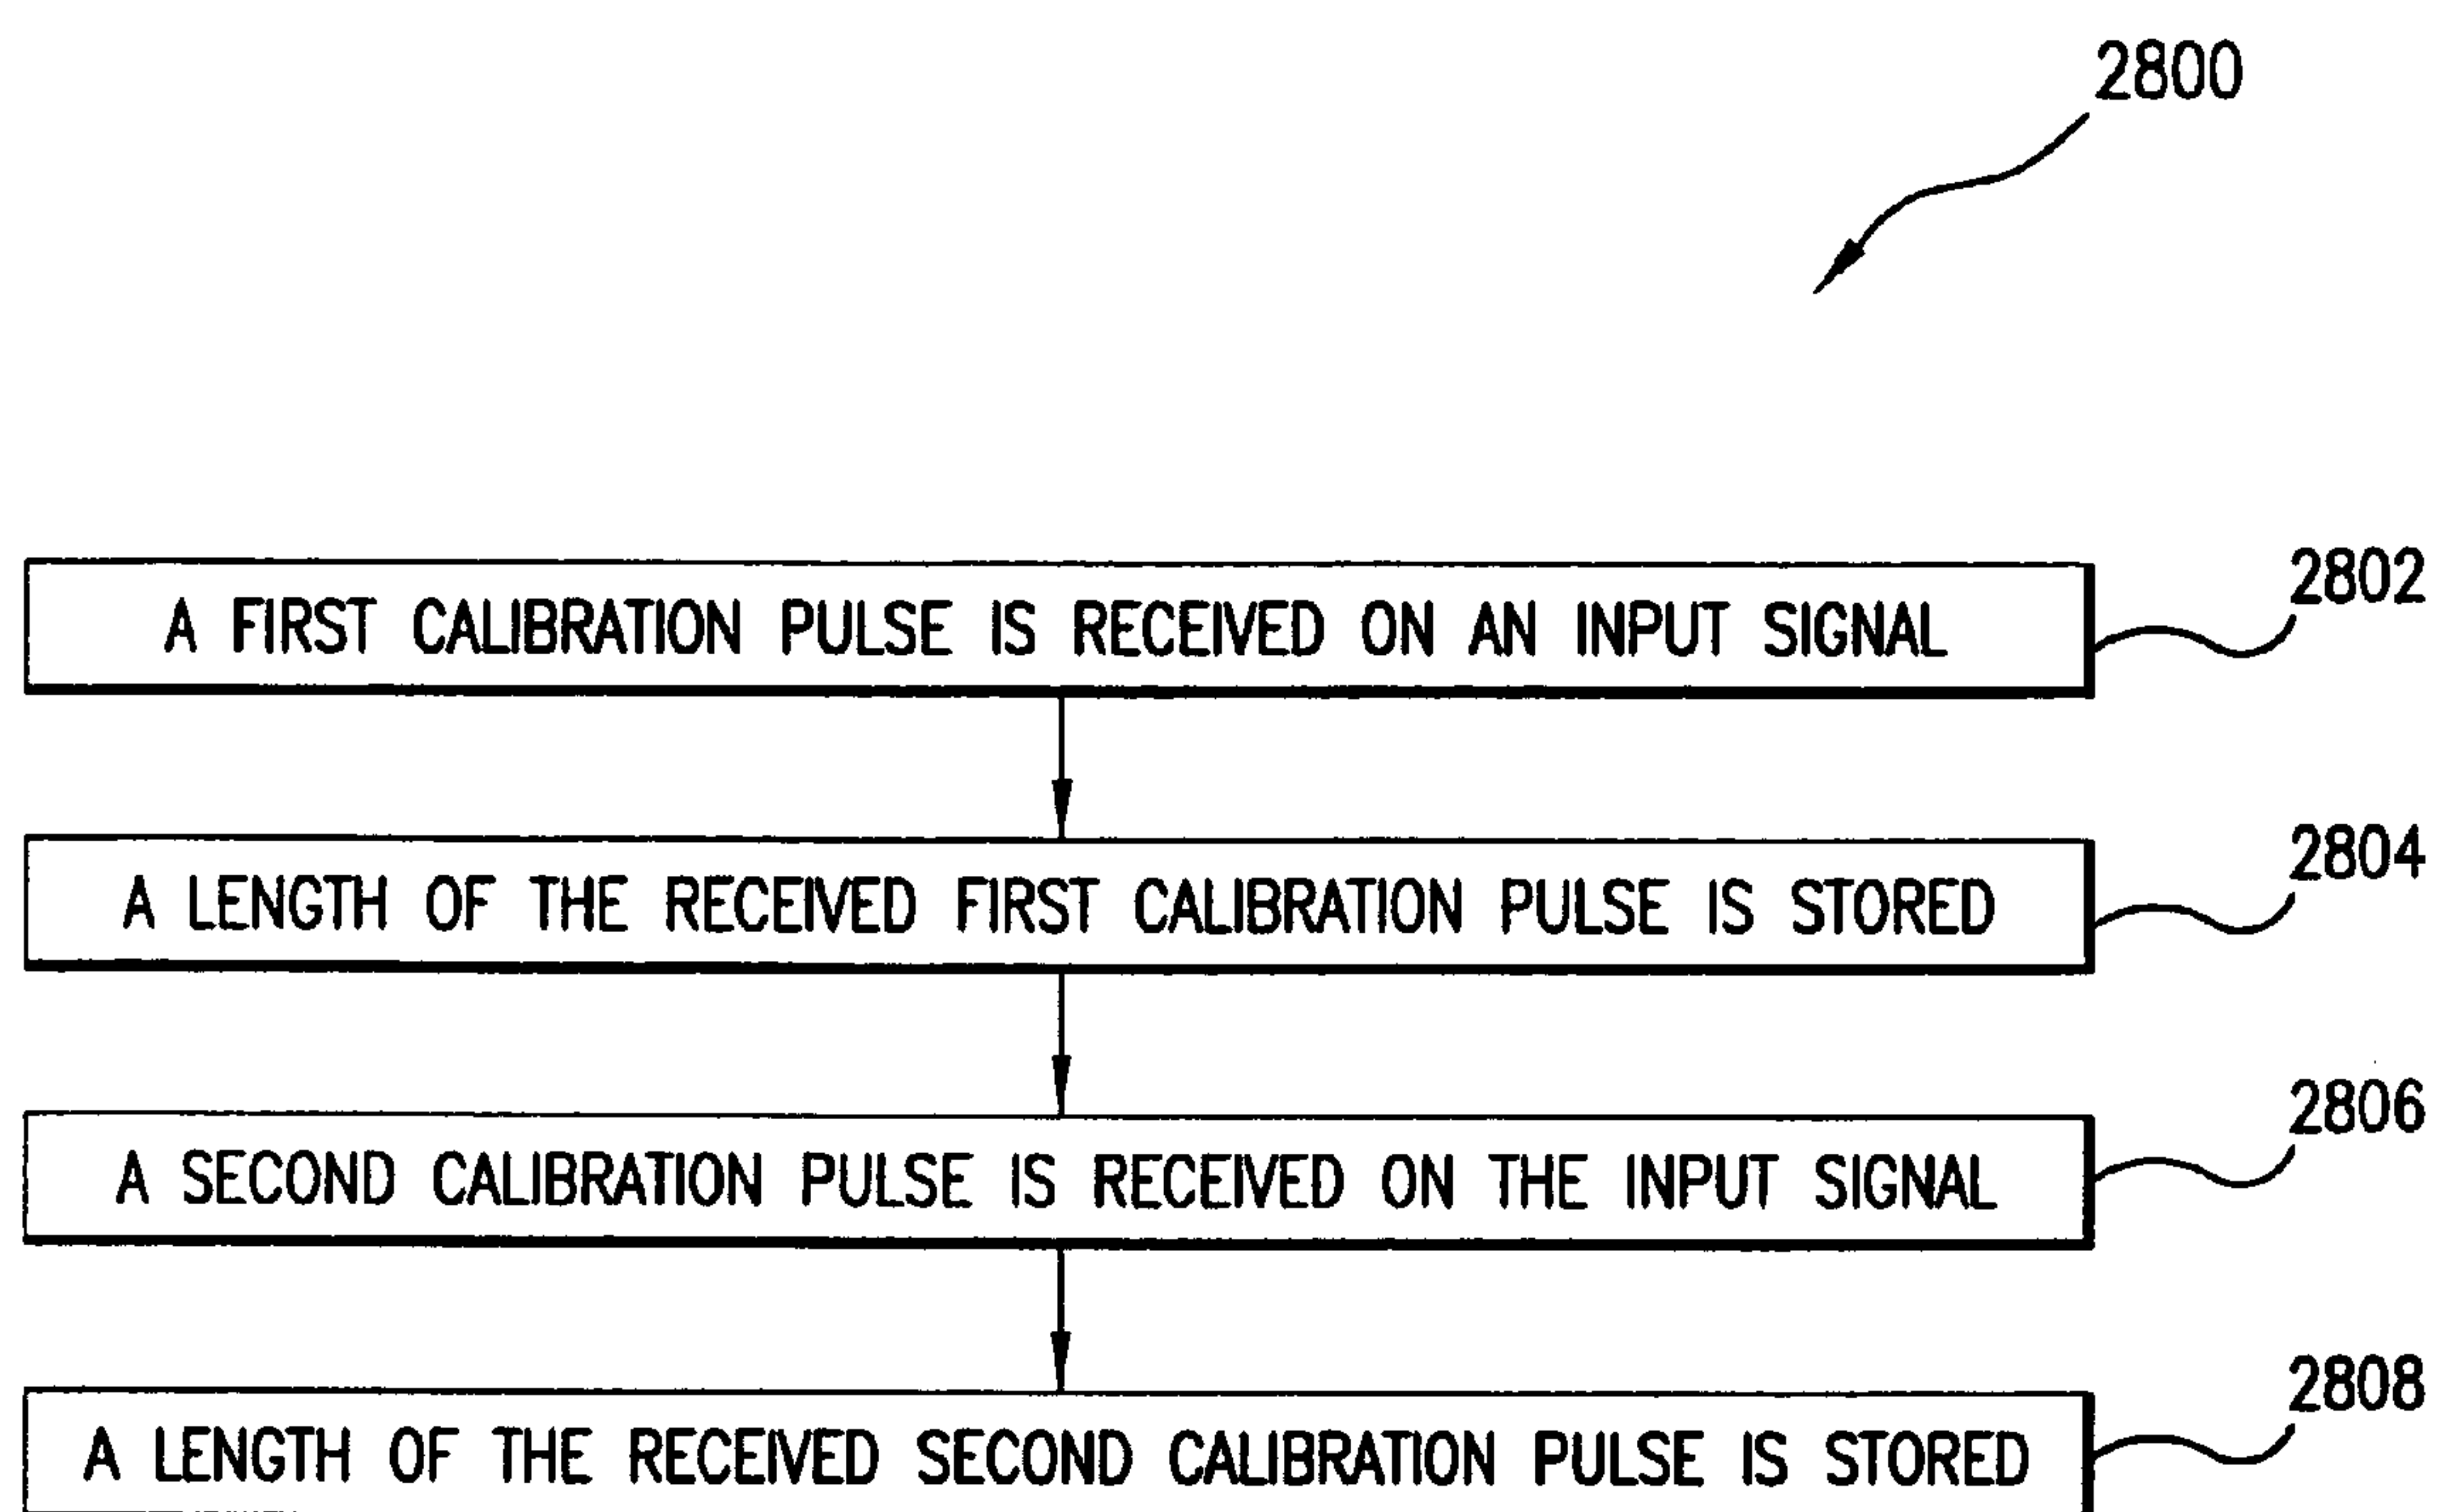 2800
A FIRST CALIBRATION PULSE IS RECEIVED ON AN INPUT SIGNAL
2802
A LENGTH OF THE RECEIVED FIRST CALIBRATION PULSE IS STORED
2804
A SECOND CALIBRATION PULSE IS RECEIVED ON THE INPUT SIGNAL
2806
A LENGTH OF THE RECEIVED SECOND CALIBRATION PULSE IS STORED
2808